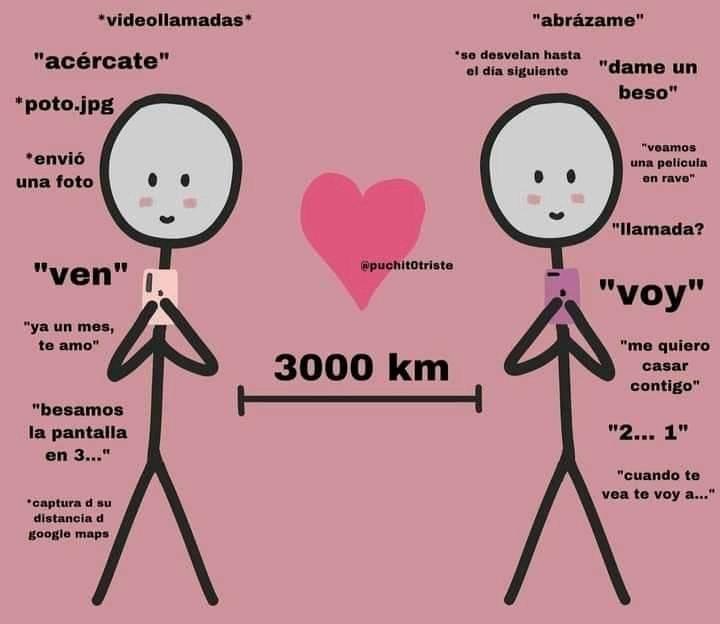 *videollamadas*
"acércate"
*poto.jpg
*envió
una foto
"ven"
"ya un mes,
te amo"
"besamos
la pantalla
en 3..."
*captura d su
distancia d
google maps
@puchit0triste
3000 km
"abrázame"
*se desvelan hasta
el día siguiente
"dame un
beso"
"veamos
una película
en rave"
"llamada?
"voy"
"me quiero
casar
contigo"
"2... 1"
"cuando te
vea te voy a..."